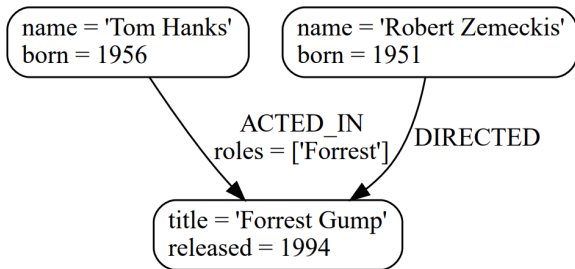 name = 'Tom Hanks'
born = 1956
name = 'Robert Zemeckis'
born = 1951
ACTED_IN
roles = ['Forrest']
DIRECTED
title = 'Forrest Gump'
released = 1994